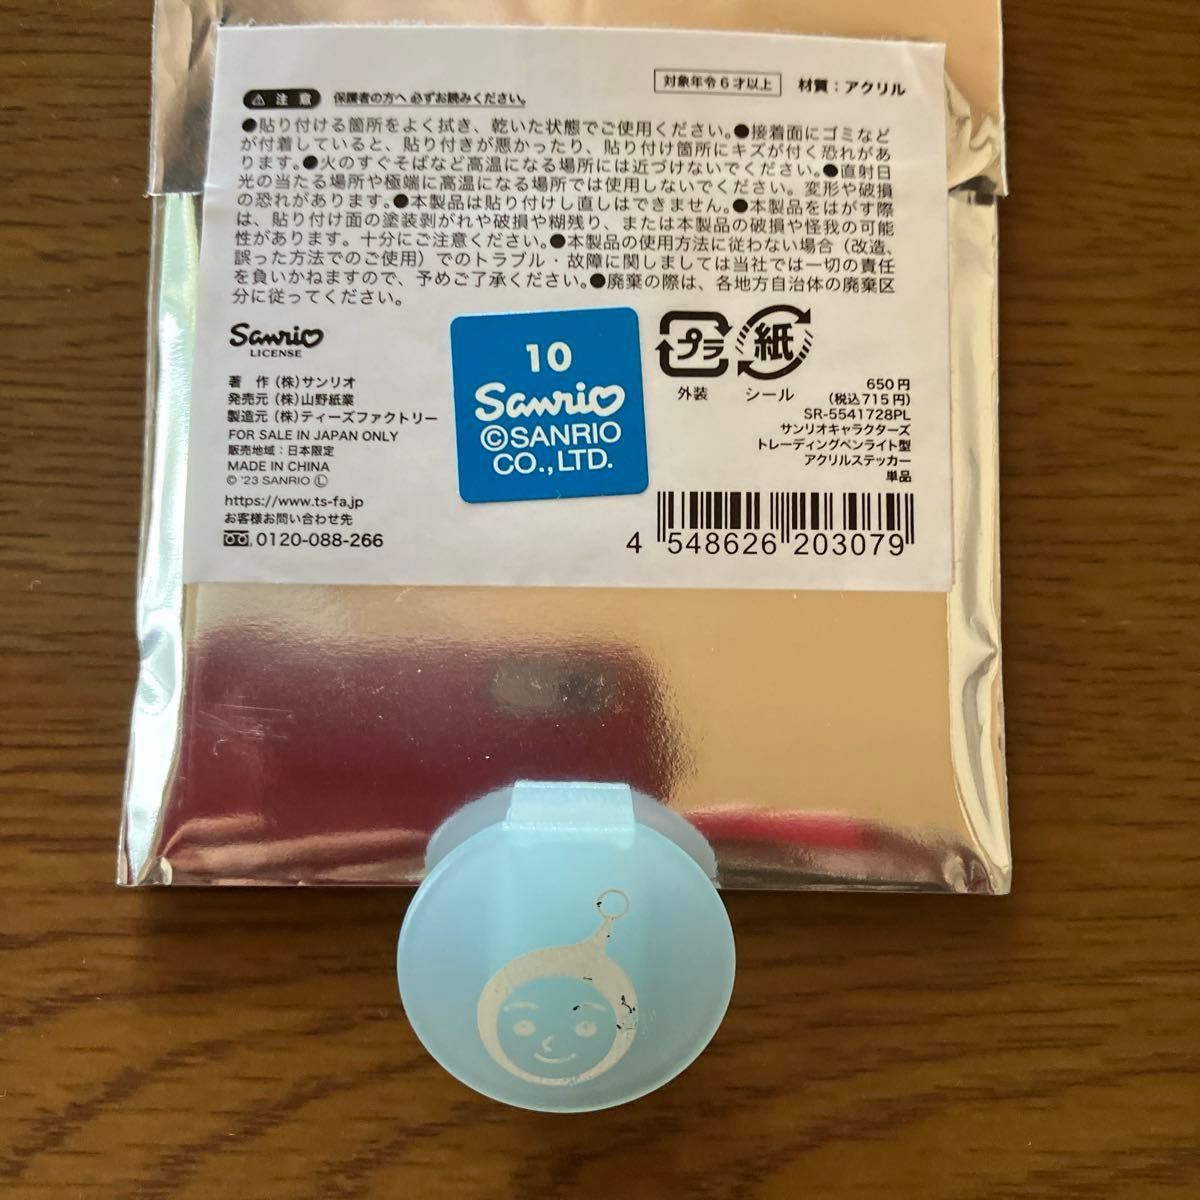 対象年令6才以上 材質：アクリル
注意 保護者の方へ 必ずお読みください。
●貼り付ける箇所をよく拭き、乾いた状態でご使用ください。●接着面にゴミなど
が付着していると、貼り付きが悪かったり、貼り付け箇所にキズが付く恐れがあ
ります。●火のすぐそばなど高温になる場所には近づけないでください。●直射日
光の当たる場所や極端に高温になる場所では使用しないでください。変形や破損
の恐れがあります。●本製品は貼り付けし直しはできません。●本製品をはがす際
は、貼り付け面の塗装剥がれや破損や糊残り、または本製品の破損や怪我の可能
性があります。十分にご注意ください。●本製品の使用方法に従わない場合（改造、
誤った方法でのご使用）でのトラブル・故障に関しましては当社では一切の責任
を負いかねますので、予めご了承ください。●廃棄の際は、各地方自治体の廃棄区
分に従ってください。
Sanrio
LICENSE
著 作（株）サンリオ
発売元（株）山野紙業
製造元（株）ティーズファクトリー
FOR SALE IN JAPAN ONLY
販売地域：日本限定
MADE IN CHINA
© '23 SANRIO Ⓛ
https://www.ts-fa.jp
お客様お問い合わせ先
0120-088-266
10
Sanrio
©SANRIO
CO.,LTD.
プラ 紙
外装 シール
650円
（税込715円）
SR-5541728PL
サンリオキャラクターズ
トレーディングペンライト型
アクリルステッカー
単品
4 548626 203079